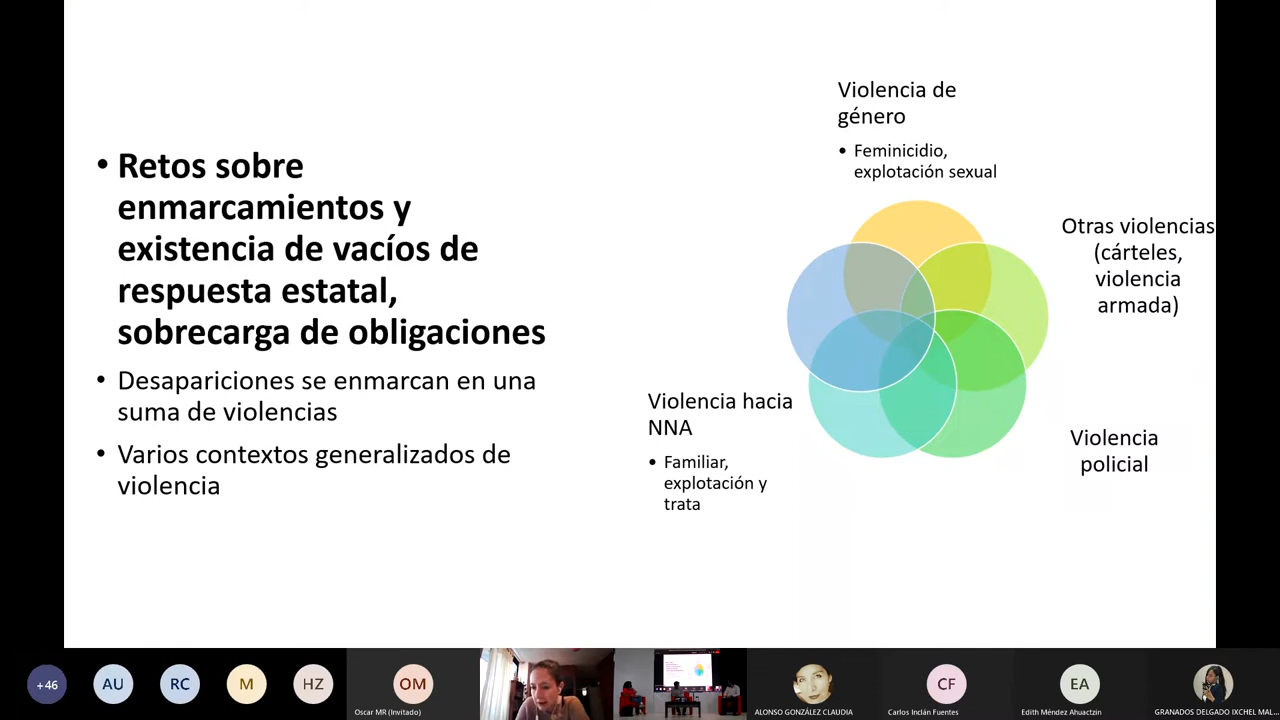 • Retos sobre
enmarcamientos y
existencia de vacíos de
respuesta estatal,
sobrecarga de obligaciones
• Desapariciones se enmarcan en una
suma de violencias
• Varios contextos generalizados de
violencia
Violencia de
género
• Feminicidio,
explotación sexual
Otras violencias
(cárteles,
violencia
armada)
Violencia
policial
Violencia hacia
NNA
• Familiar,
explotación y
trata
+46
AU
RC
M
HZ
OM
Oscar MR (Invitado)
ALONSO GONZÁLEZ CLAUDIA
CF
Carlos Inclán Fuentes
EA
Edith Méndez Ahuactzin
GRANADOS DELGADO IXCHEL MAL...